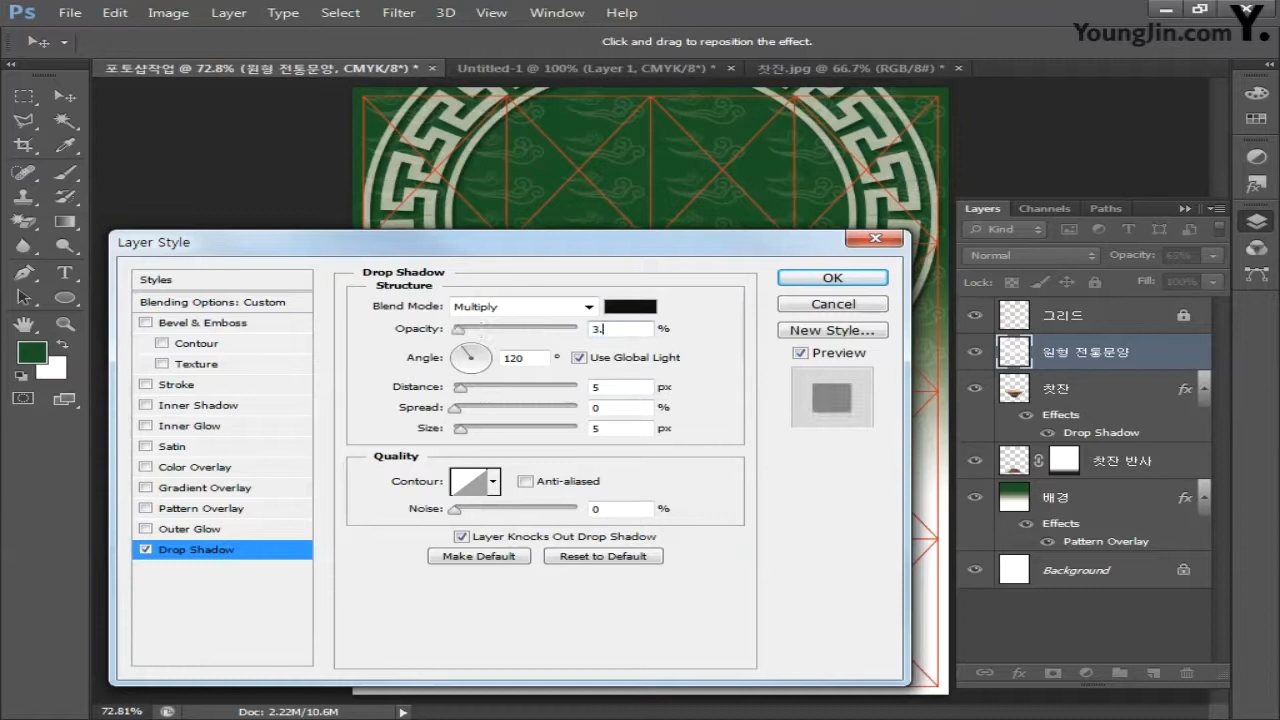 Ps File Edit Image Layer Type Select Filter 3D View Window Help
Y.
YoungJin.com
Click and drag to reposition the effect.
포토샵작업 @ 72.8% (원형 전통문양, CMYK/8*) * ×
Untitled-1 @ 100% (Layer 1, CMYK/8*) * ×
찻잔.jpg @ 66.7% (RGB/8#) * ×
Layer Style
Styles
Blending Options: Custom
Bevel & Emboss
Contour
Texture
Stroke
Inner Shadow
Inner Glow
Satin
Color Overlay
Gradient Overlay
Pattern Overlay
Outer Glow
Drop Shadow
Drop Shadow
Structure
Blend Mode: Multiply
Opacity: 3. %
Angle: 120 ° Use Global Light
Distance: 5 px
Spread: 0 %
Size: 5 px
Quality
Contour: Anti-aliased
Noise: 0 %
Layer Knocks Out Drop Shadow
Make Default Reset to Default
OK
Cancel
New Style...
Preview
Layers Channels Paths
Kind
Normal Opacity: 65%
Lock: Fill: 100%
그리드
원형 전통문양
찻잔 fx
Effects
Drop Shadow
찻잔 반사
배경 fx
Effects
Pattern Overlay
Background
fx
72.81% Doc: 2.22M/10.6M